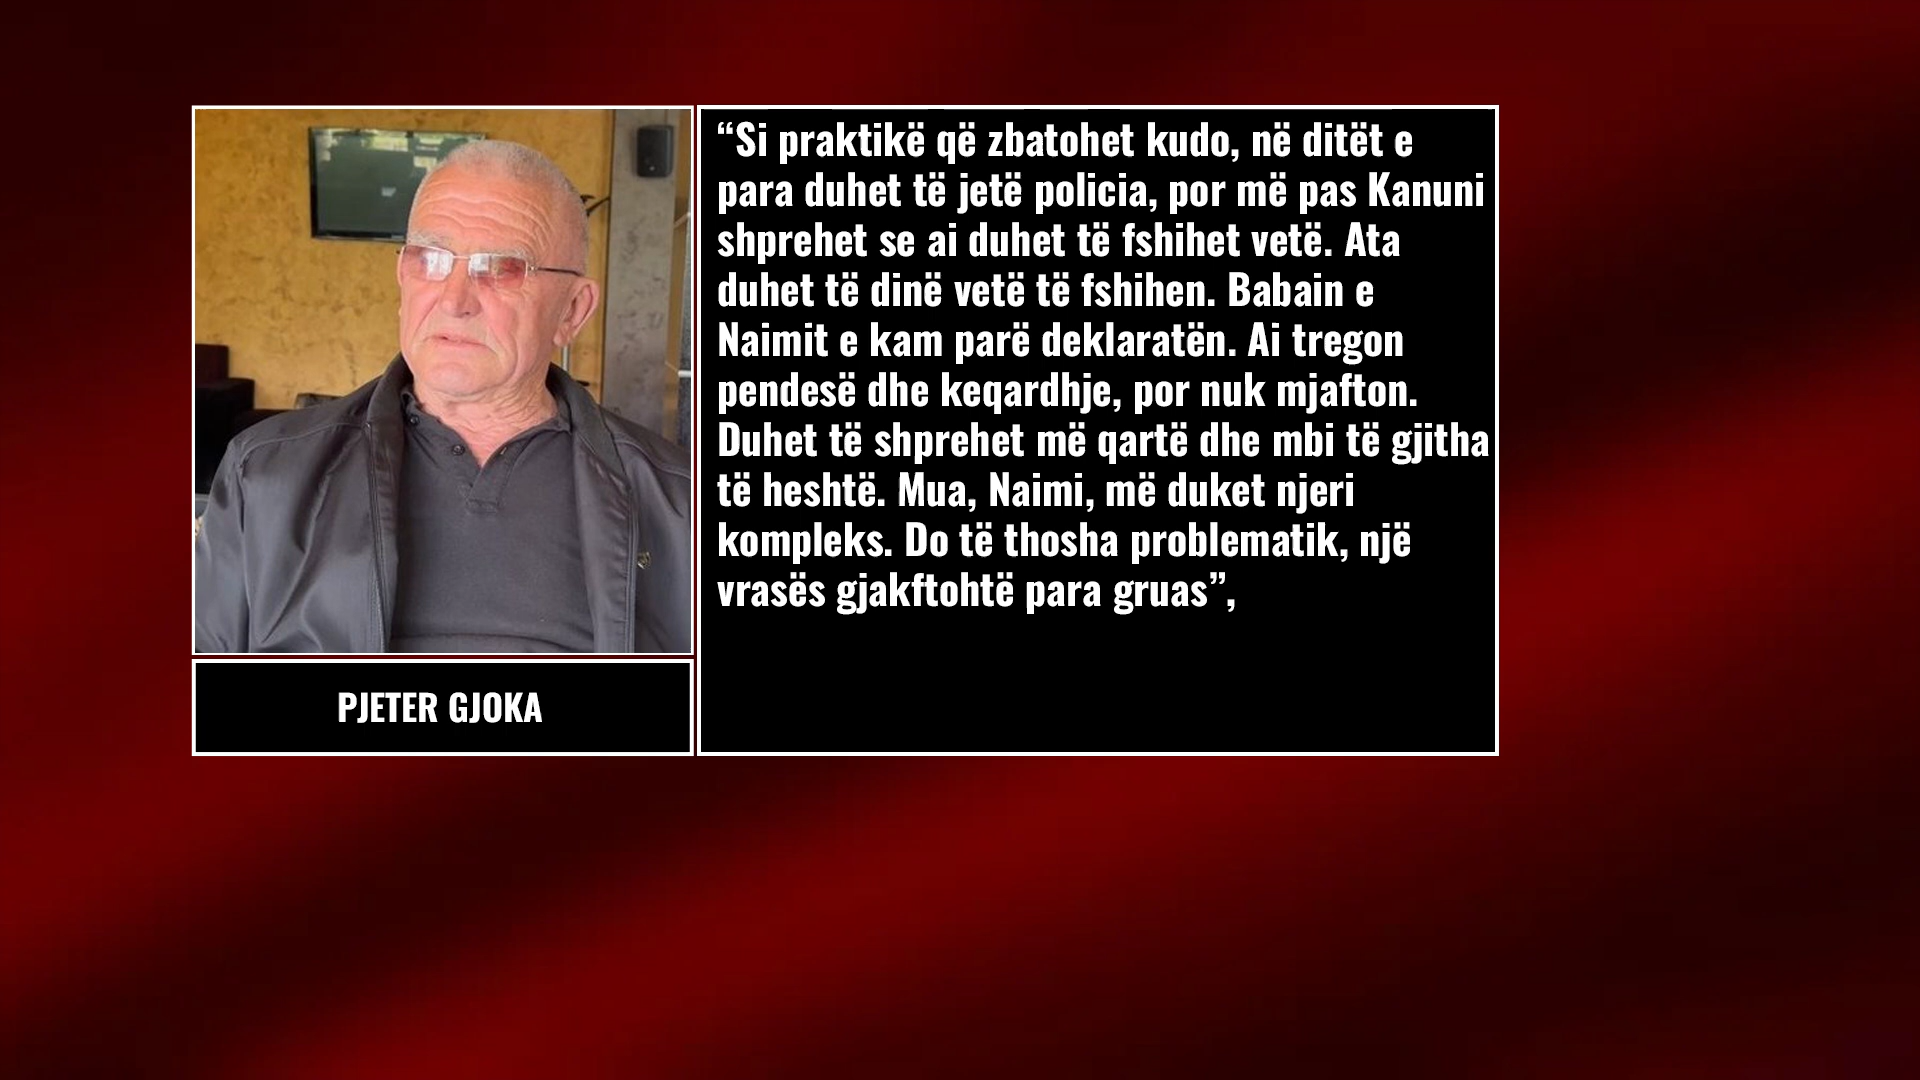 “Si praktikë që zbatohet kudo, në ditët e
para duhet të jetë policia, por më pas Kanuni
shprehet se ai duhet të fshihet vetë. Ata
duhet të dinë vetë të fshihen. Babain e
Naimit e kam parë deklaratën. Ai tregon
pendesë dhe keqardhje, por nuk mjafton.
Duhet të shprehet më qartë dhe mbi të gjitha
të heshtë. Mua, Naimi, më duket njeri
kompleks. Do të thosha problematik, një
vrasës gjakftohtë para gruas”,
PJETER GJOKA